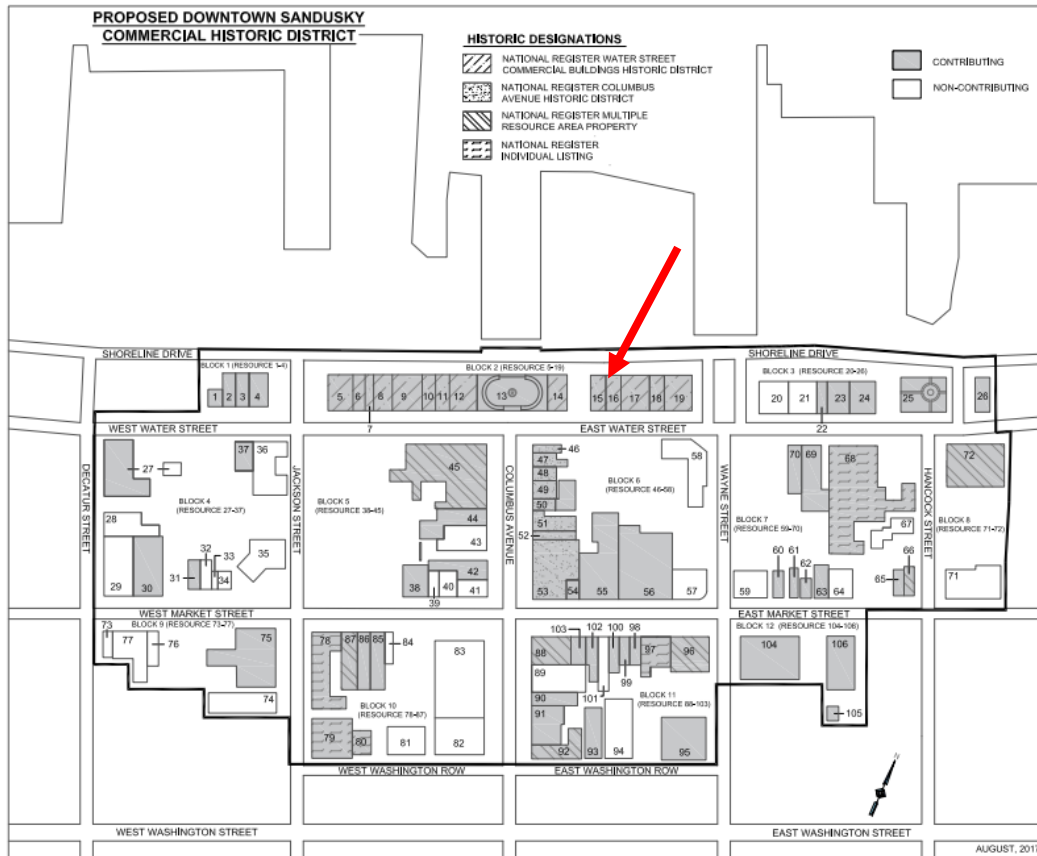 PROPOSED DOWNTOWN SANDUSKY
COMMERCIAL HISTORIC DISTRICT
HISTORIC DESIGNATIONS
NATIONAL REGISTER WATER STREET
COMMERCIAL BUILDINGS HISTORIC DISTRICT
NATIONAL REGISTER COLUMBUS
AVENUE HISTORIC DISTRICT
NATIONAL REGISTER MULTIPLE
RESOURCE AREA PROPERTY
NATIONAL REGISTER
INDIVIDUAL LISTING
CONTRIBUTING
NON-CONTRIBUTING
SHORELINE DRIVE
SHORELINE DRIVE
BLOCK 1 (RESOURCE 1-4)
BLOCK 2 (RESOURCE 5-19)
BLOCK 3 (RESOURCE 20-26)
1 2 3 4
5 6 8 9 10 11 12 13 14 15 16 17 18 19
20 21 23 24 25 26
7
22
WEST WATER STREET
EAST WATER STREET
DECATUR STREET
JACKSON STREET
COLUMBUS AVENUE
WAYNE STREET
HANCOCK STREET
27
37 36
BLOCK 4
(RESOURCE 27-37)
28
29 30 31 32 33 34 35
BLOCK 5
(RESOURCE 38-45)
45
44
43
42
38 40 41
39
46
47
48
49
50
51
52
53 54 55 56 57
58
BLOCK 6
(RESOURCE 46-58)
70 69 68
BLOCK 7
(RESOURCE 59-70)
67
66
65
59 60 61 62 63 64
72
BLOCK 8
(RESOURCE 71-72)
71
WEST MARKET STREET
EAST MARKET STREET
73
BLOCK 9 (RESOURCE 73-77)
77 76
75
74
78 87 86 85 84
83
BLOCK 10
(RESOURCE 78-87)
79 80 81 82
103 102 100 98
88
97 96
99
101
89
90
91
92 93 94 95
BLOCK 11
(RESOURCE 88-103)
BLOCK 12 (RESOURCE 104-106)
104 106
105
WEST WASHINGTON ROW
EAST WASHINGTON ROW
N
WEST WASHINGTON STREET
EAST WASHINGTON STREET
AUGUST, 2017